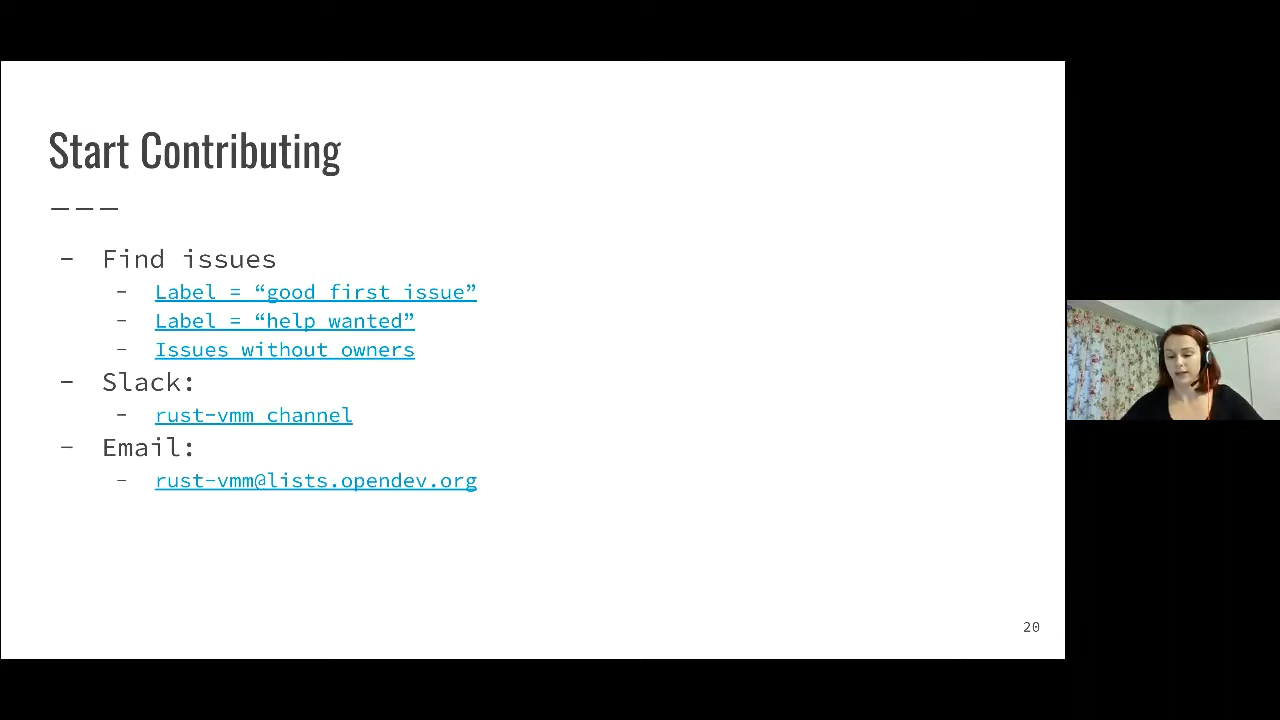 Start Contributing
———
- Find issues
- Label = “good first issue”
- Label = “help wanted”
- Issues without owners
- Slack:
- rust-vmm channel
- Email:
- rust-vmm@lists.opendev.org
20